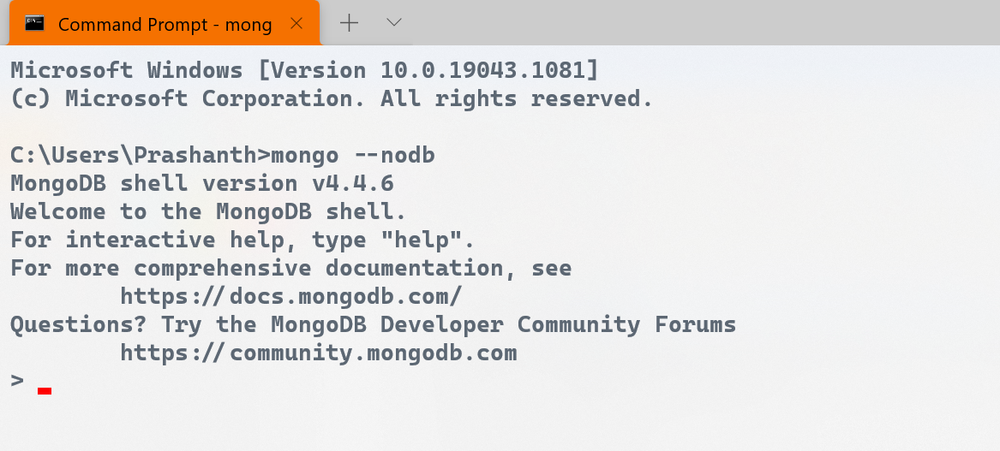 Command Prompt - mong
Microsoft Windows [Version 10.0.19043.1081]
(c) Microsoft Corporation. All rights reserved.
C:\Users\Prashanth>mongo --nodb
MongoDB shell version v4.4.6
Welcome to the MongoDB shell.
For interactive help, type "help".
For more comprehensive documentation, see
https://docs.mongodb.com/
Questions? Try the MongoDB Developer Community Forums
https://community.mongodb.com
>